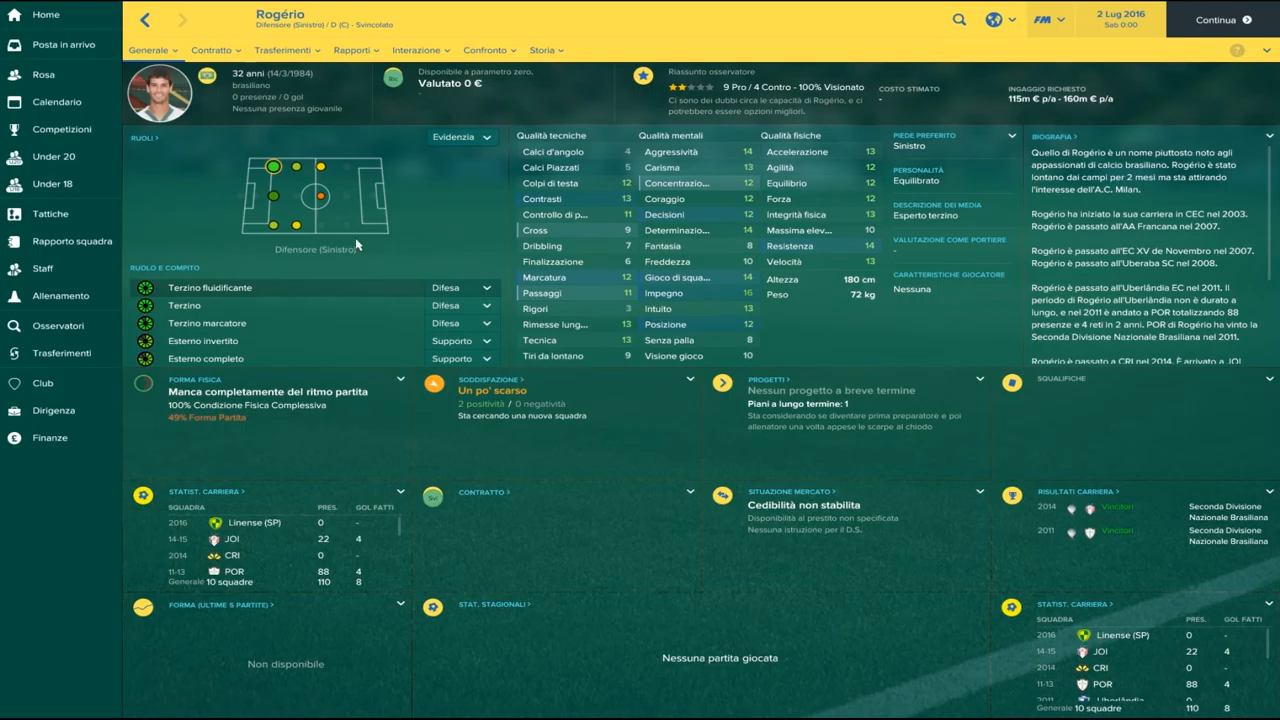 Home
Posta in arrivo
Rosa
Calendario
Competizioni
Under 20
Under 18
Tattiche
Rapporto squadra
Staff
Allenamento
Osservatori
Trasferimenti
Club
Dirigenza
Finanze
Rogério
Difensore (Sinistro) / D (C) - Svincolato
FM
2 Lug 2016
Sab 0:00
Continua
Generale
Contratto
Trasferimenti
Rapporti
Interazione
Confronto
Storia
32 anni (14/3/1984)
brasiliano
0 presenze / 0 gol
Nessuna presenza giovanile
Disponibile a parametro zero.
Valutato 0 €
Riassunto osservatore
9 Pro / 4 Contro - 100% Visionato
Ci sono dei dubbi circa le capacità di Rogério, e ci
potrebbero essere opzioni migliori.
COSTO STIMATO
-
INGAGGIO RICHIESTO
115m € p/a - 160m € p/a
RUOLI >
Evidenzia
Difensore (Sinistro)
RUOLO E COMPITO
Terzino fluidificante Difesa
Terzino Difesa
Terzino marcatore Difesa
Esterno invertito Supporto
Esterno completo Supporto
Qualità tecniche
Calci d'angolo 4
Calci Piazzati 5
Colpi di testa 12
Contrasti 13
Controllo di p... 11
Cross 9
Dribbling 7
Finalizzazione 6
Marcatura 12
Passaggi 11
Rigori 3
Rimesse lung... 13
Tecnica 13
Tiri da lontano 9
Qualità mentali
Aggressività 14
Carisma 13
Concentrazio... 12
Coraggio 12
Decisioni 12
Determinazio... 14
Fantasia 8
Freddezza 10
Gioco di squa... 14
Impegno 16
Intuito 13
Posizione 12
Senza palla 8
Visione gioco 10
Qualità fisiche
Accelerazione 13
Agilità 12
Equilibrio 12
Forza 12
Integrità fisica 13
Massima elev... 10
Resistenza 14
Velocità 13
Altezza 180 cm
Peso 72 kg
PIEDE PREFERITO
Sinistro
PERSONALITÀ
Equilibrato
DESCRIZIONE DEI MEDIA
Esperto terzino
VALUTAZIONE COME PORTIERE
-
CARATTERISTICHE GIOCATORE
Nessuna
BIOGRAFIA >
Quello di Rogério è un nome piuttosto noto agli
appassionati di calcio brasiliano. Rogério è stato
lontano dai campi per 2 mesi ma sta attirando
l'interesse dell'A.C. Milan.
Rogério ha iniziato la sua carriera in CEC nel 2003.
Rogério è passato all'AA Francana nel 2007.
Rogério è passato all'EC XV de Novembro nel 2007.
Rogério è passato all'Uberaba SC nel 2008.
Rogério è passato all'Uberlândia EC nel 2011. Il
periodo di Rogério all'Uberlândia non è durato a
lungo, e nel 2011 è andato a POR totalizzando 88
presenze e 4 reti in 2 anni. POR di Rogério ha vinto la
Seconda Divisione Nazionale Brasiliana nel 2011.
Rogério è passato a CRI nel 2014. È arrivato a JOI
FORMA FISICA
Manca completamente del ritmo partita
100% Condizione Fisica Complessiva
49% Forma Partita
SODDISFAZIONE >
Un po' scarso
2 positività / 0 negatività
Sta cercando una nuova squadra
PROGETTI >
Nessun progetto a breve termine
Piani a lungo termine: 1
Sta considerando se diventare prima preparatore e poi
allenatore una volta appese le scarpe al chiodo
SQUALIFICHE
STATIST. CARRIERA >
SQUADRA PRES. GOL FATTI
2016 Linense (SP) 0 -
14-15 JOI 22 4
2014 CRI 0 -
11-13 POR 88 4
Generale 10 squadre 110 8
Svi
CONTRATTO >
SITUAZIONE MERCATO >
Cedibilità non stabilita
Disponibilità al prestito non specificata
Nessuna istruzione per il D.S.
RISULTATI CARRIERA >
2014 Vincitori Seconda Divisione
Nazionale Brasiliana
2011 Vincitori Seconda Divisione
Nazionale Brasiliana
FORMA (ULTIME 5 PARTITE) >
Non disponibile
STAT. STAGIONALI >
Nessuna partita giocata
STATIST. CARRIERA >
SQUADRA PRES. GOL FATTI
2016 Linense (SP) 0 -
14-15 JOI 22 4
2014 CRI 0 -
11-13 POR 88 4
2011 Uberlândia 0 -
Generale 10 squadre 110 8